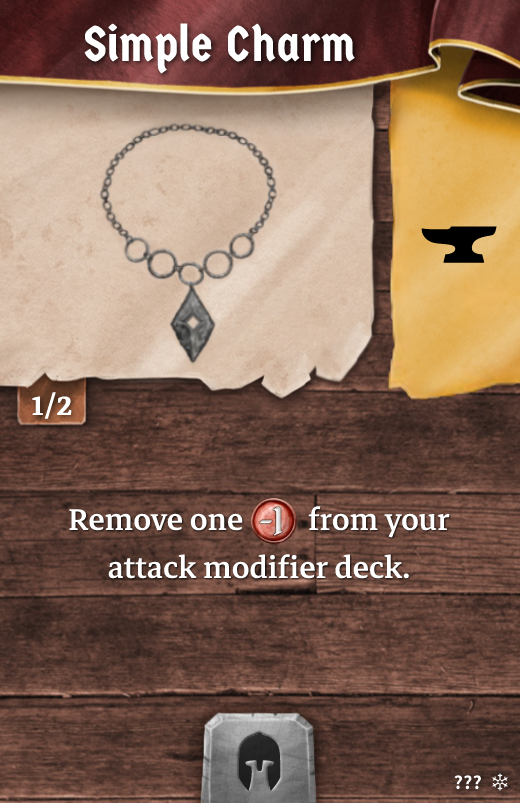 Simple Charm
1/2
Remove one -1 from your
attack modifier deck.
???